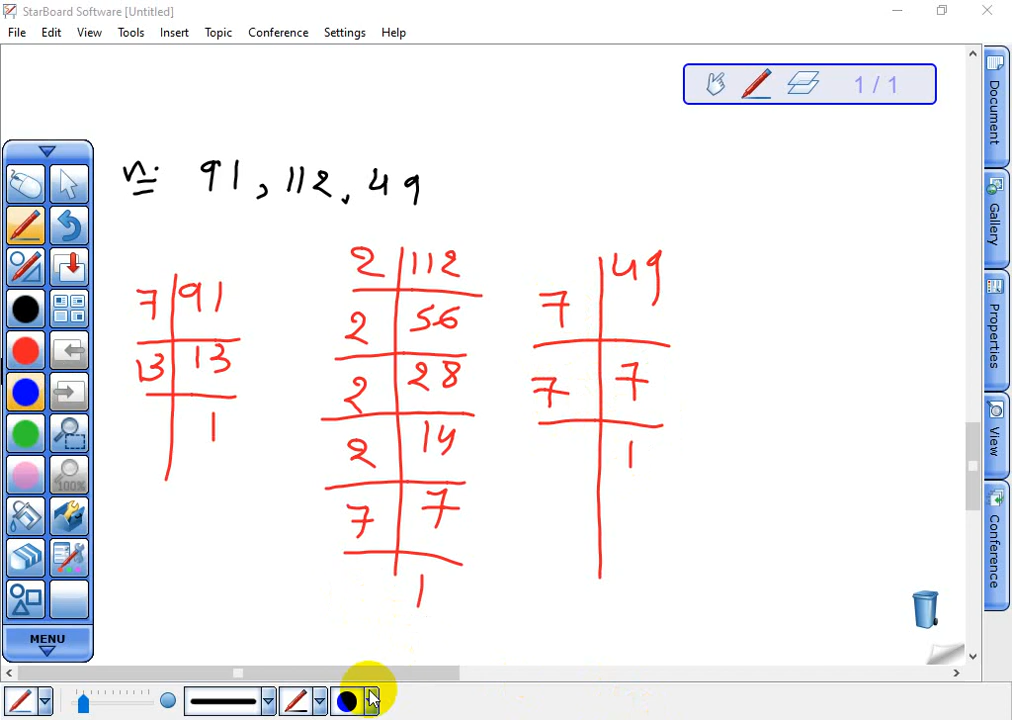 StarBoard Software [Untitled]
File Edit View Tools Insert Topic Conference Settings Help
1 / 1
91, 112, 49
7 91
13 13
1
2 112
2 56
2 28
2 14
7 7
1
7 49
7 7
1
100%
MENU
Document
Gallery
Properties
View
Conference